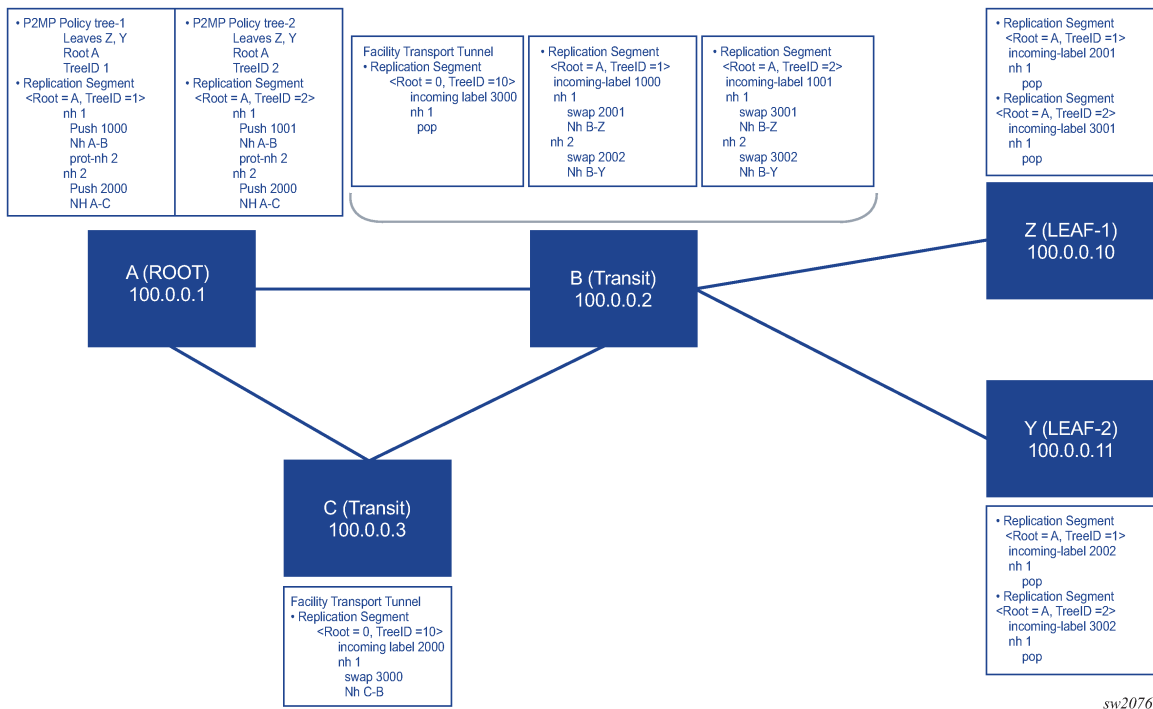 • P2MP Policy tree-1
Leaves Z, Y
Root A
TreeID 1
• Replication Segment
<Root = A, TreeID =1>
nh 1
Push 1000
Nh A-B
prot-nh 2
nh 2
Push 2000
NH A-C
• P2MP Policy tree-2
Leaves Z, Y
Root A
TreeID 2
• Replication Segment
<Root = A, TreeID =2>
nh 1
Push 1001
Nh A-B
prot-nh 2
nh 2
Push 2000
NH A-C
Facility Transport Tunnel
• Replication Segment
<Root = 0, TreeID =10>
incoming label 3000
nh 1
pop
• Replication Segment
<Root = A, TreeID =1>
incoming-label 1000
nh 1
swap 2001
Nh B-Z
nh 2
swap 2002
Nh B-Y
• Replication Segment
<Root = A, TreeID =2>
incoming-label 1001
nh 1
swap 3001
Nh B-Z
nh 2
swap 3002
Nh B-Y
• Replication Segment
<Root = A, TreeID =1>
incoming-label 2001
nh 1
pop
• Replication Segment
<Root = A, TreeID =2>
incoming-label 3001
nh 1
pop
A (ROOT)
100.0.0.1
B (Transit)
100.0.0.2
Z (LEAF-1)
100.0.0.10
Y (LEAF-2)
100.0.0.11
C (Transit)
100.0.0.3
Facility Transport Tunnel
• Replication Segment
<Root = 0, TreeID =10>
incoming label 2000
nh 1
swap 3000
Nh C-B
• Replication Segment
<Root = A, TreeID =1>
incoming-label 2002
nh 1
pop
• Replication Segment
<Root = A, TreeID =2>
incoming-label 3002
nh 1
pop
sw2076